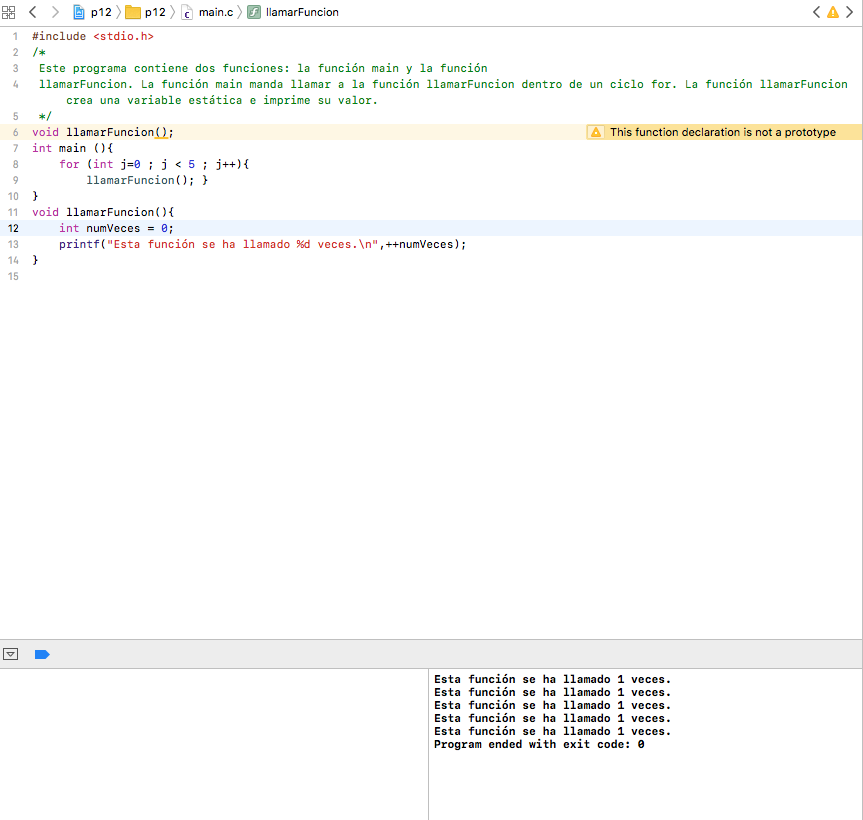 p12 p12 main.c llamarFuncion
1 #include <stdio.h>
2 /*
3 Este programa contiene dos funciones: la función main y la función
4 llamarFuncion. La función main manda llamar a la función llamarFuncion dentro de un ciclo for. La función llamarFuncion
crea una variable estática e imprime su valor.
5 */
6 void llamarFuncion(); This function declaration is not a prototype
7 int main (){
8 for (int j=0 ; j < 5 ; j++){
9 llamarFuncion(); }
10 }
11 void llamarFuncion(){
12 int numVeces = 0;
13 printf("Esta función se ha llamado %d veces.\n",++numVeces);
14 }
15
Esta función se ha llamado 1 veces.
Esta función se ha llamado 1 veces.
Esta función se ha llamado 1 veces.
Esta función se ha llamado 1 veces.
Esta función se ha llamado 1 veces.
Program ended with exit code: 0